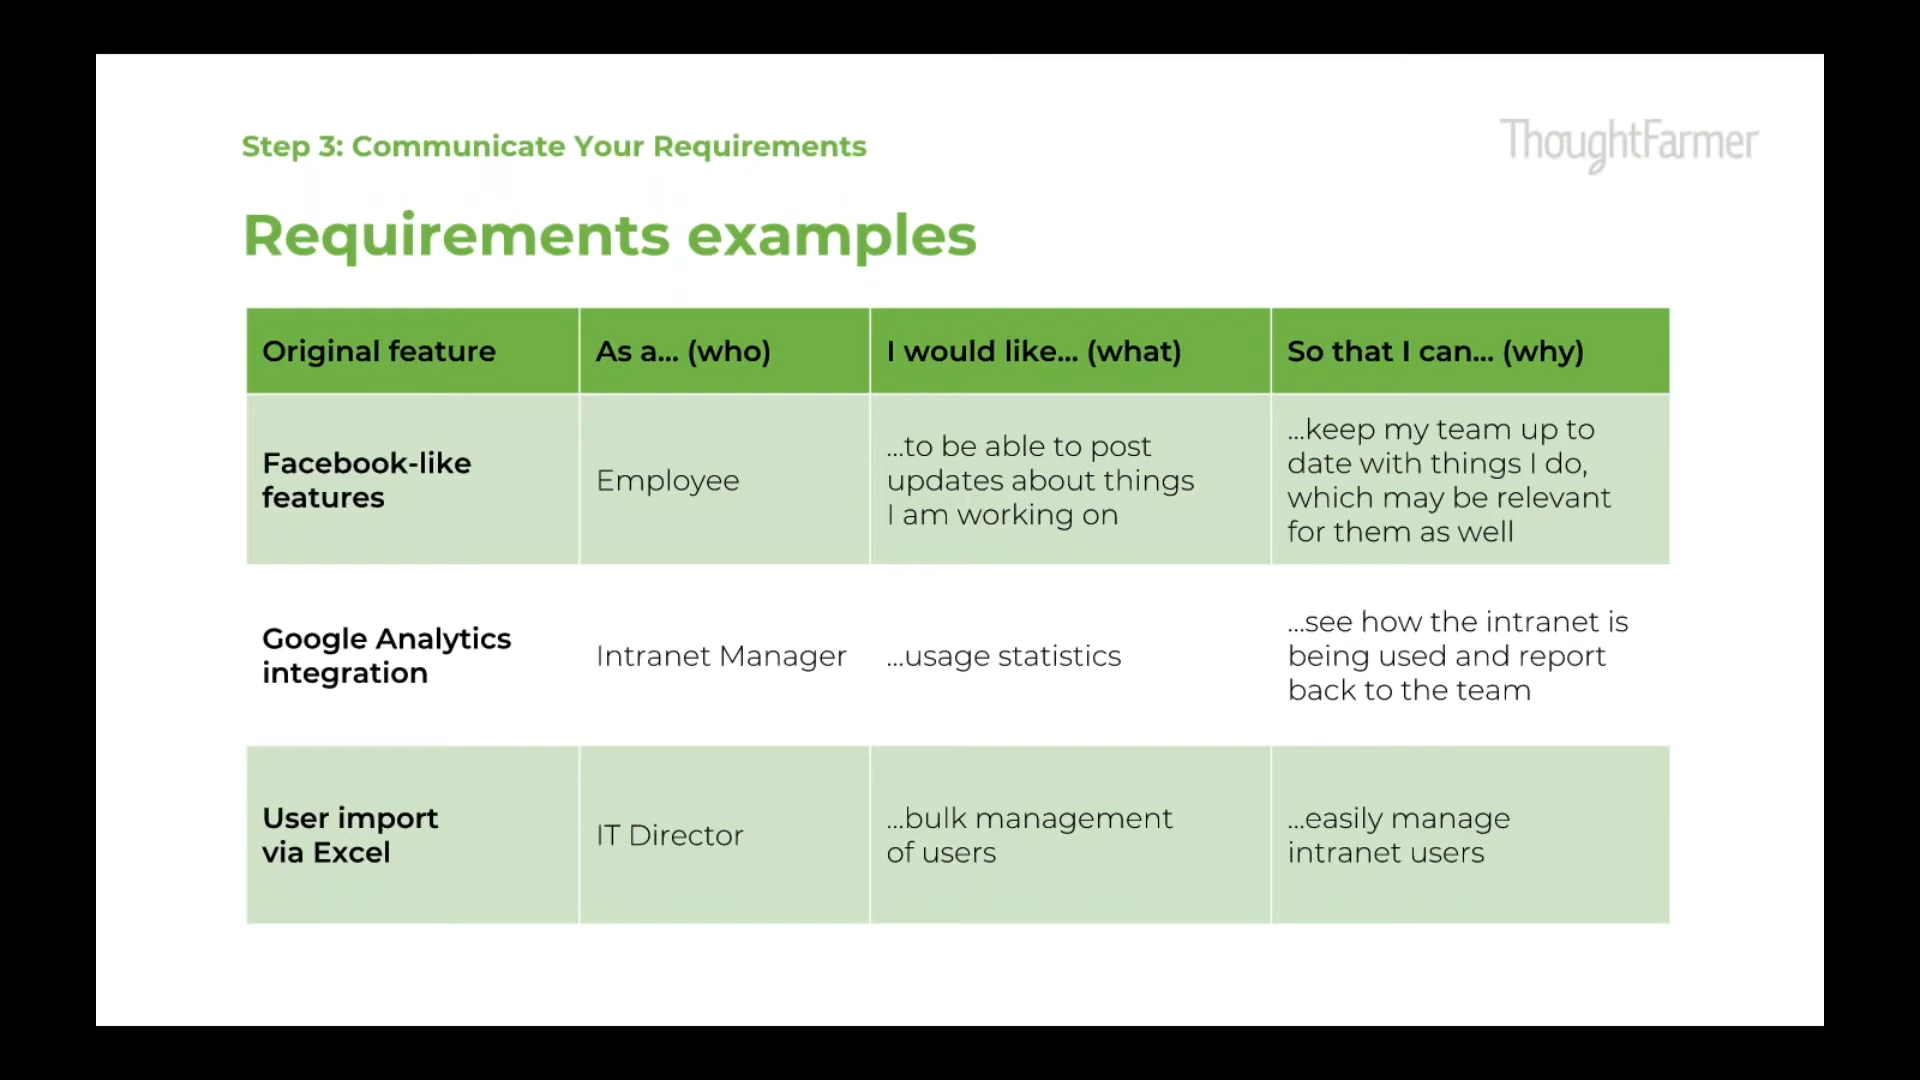 Step 3: Communicate Your Requirements
ThoughtFarmer
Requirements examples
Original feature
As a... (who)
I would like... (what)
So that I can... (why)
Facebook-like
features
Employee
...to be able to post
updates about things
I am working on
...keep my team up to
date with things I do,
which may be relevant
for them as well
Google Analytics
integration
Intranet Manager
...usage statistics
...see how the intranet is
being used and report
back to the team
User import
via Excel
IT Director
...bulk management
of users
...easily manage
intranet users